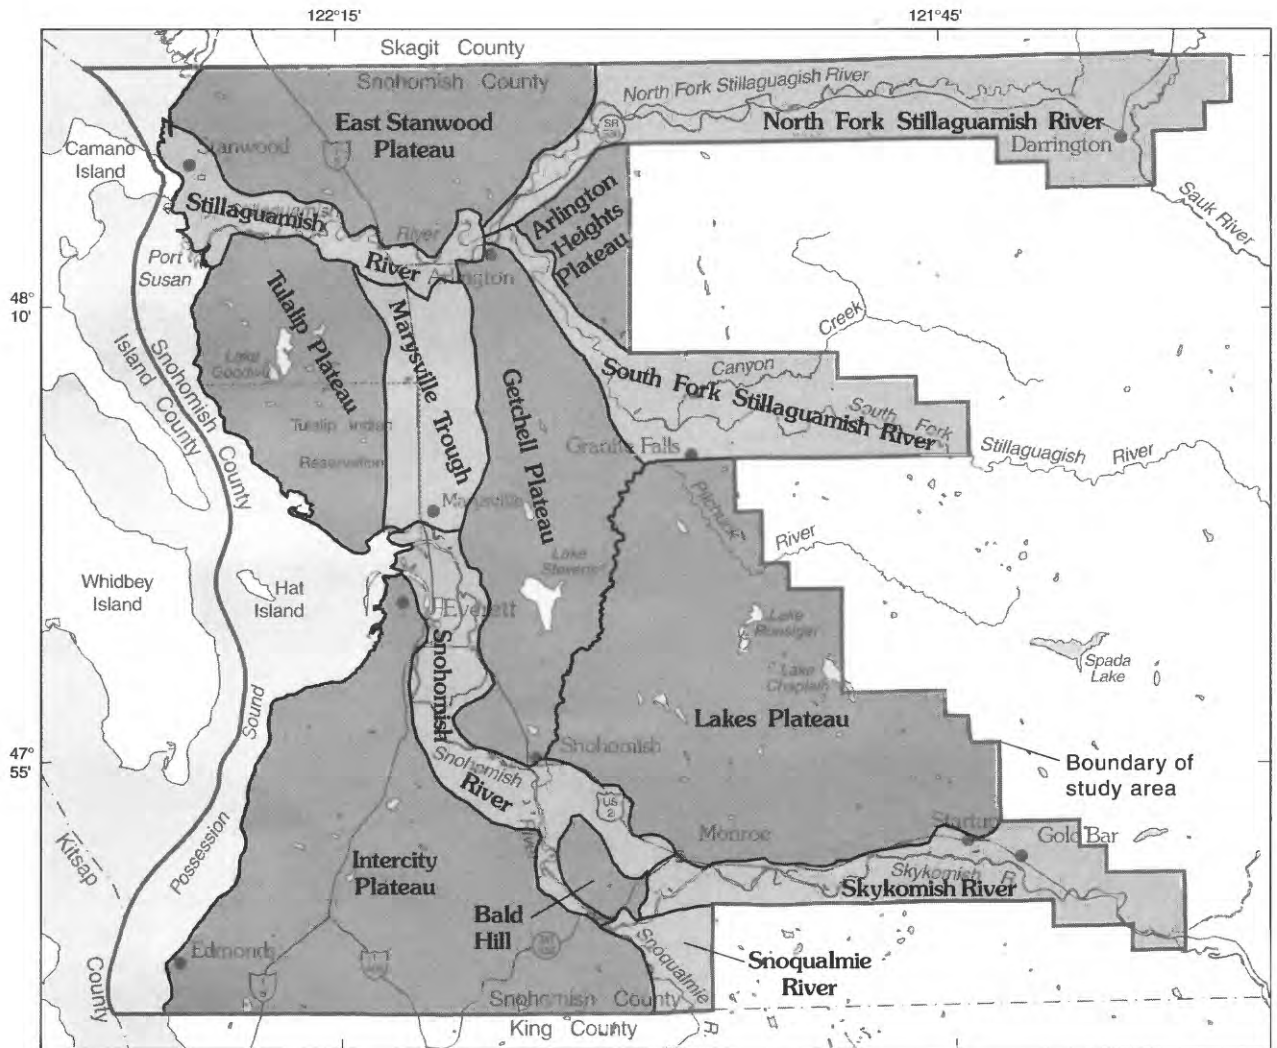 122°15'
121°45'
Skagit County
Snohomish County
North Fork Stillaguagish River
East Stanwood
Plateau
SR
North Fork Stillaguamish River
Darrington
Camano
Island
Stanwood
5
Stillaguamish
Stillaguamish
River
River
Arlington
Arlington
Heights
Plateau
Sauk River
Port
Susan
48°
10'
Tulalip
Plateau
Marysville Trough
Lake
Goodwin
Creek
Canyon
South Fork Stillaguamish River
South
Fork
Stillaguagish River
Snohomish County
Island County
Getchell Plateau
Tulalip Indian
Reservation
Granite Falls
Marysville
Pilchuck
River
Lake
Stevens
Whidbey
Island
Hat
Island
Everett
Snohomish
Lake
Roesiger
Lake
Chaplain
Spada
Lake
Lakes Plateau
Possession Sound
Snohomish
Snohomish
River
River
47°
55'
Boundary of
study area
US
2
Monroe
Startup
Gold Bar
Kitsap
County
Intercity
Plateau
Skykomish R
Skykomish River
Bald
Hill
Edmonds
Snoqualmie
R.
Snoqualmie
River
Snohomish County
King County